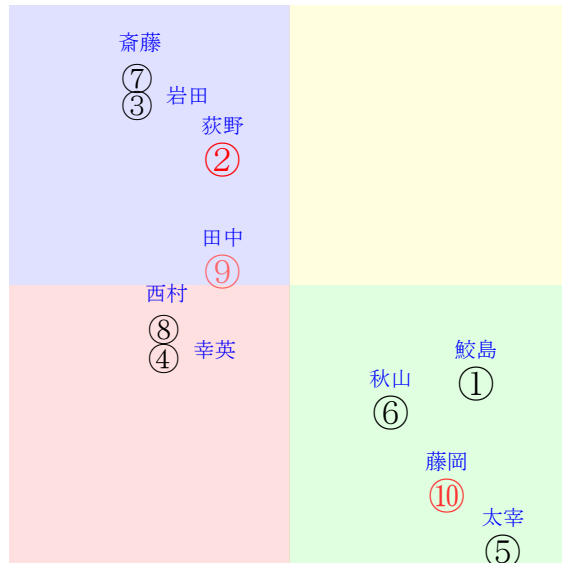 斎藤
⑦
③ 岩田
荻野
②
田中
⑨
西村
⑧
④ 幸英
鮫島
①
秋山
⑥
藤岡
⑩
太宰
⑤